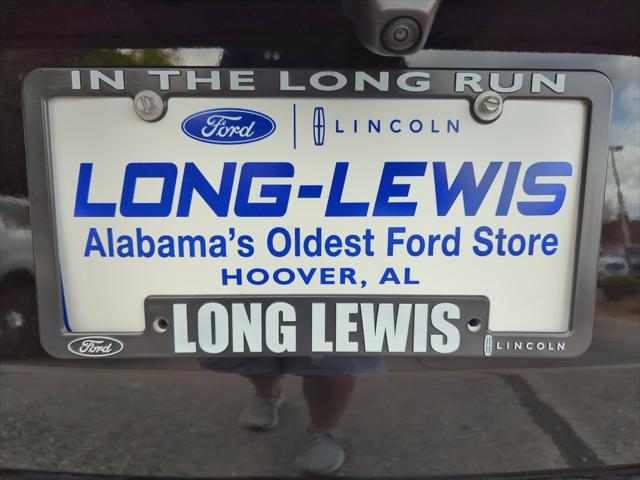 IN THE LONG RUN
Ford LINCOLN
LONG-LEWIS
Alabama's Oldest Ford Store
HOOVER, AL
LONG LEWIS
Ford LINCOLN